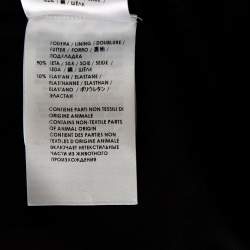 FODERA / LINING / DOUBLURE /
FUTTER / FORRO / 裏地 /
ПОДКЛАДКА
90% SETA / SILK / SOIE / SEIDE /
SEDA / 絹 / ШЁЛК
10% ELASTAN / ELASTANE /
ELASTHANNE / ELASTHAN /
ELASTANO / ポリウレタン /
ЭЛАСТАН
CONTIENE PARTI NON TESSILI DI
ORIGINE ANIMALE
CONTAINS NON-TEXTILE PARTS
OF ANIMAL ORIGIN
CONTIENT DES PARTIES NON
TEXTILES D'ORIGINE ANIMALE
ВКЛЮЧАЕТ НЕТЕКСТИЛЬНЫЕ
ЧАСТИ ИЗ ЖИВОТНОГО
ПРОИСХОЖДЕНИЯ